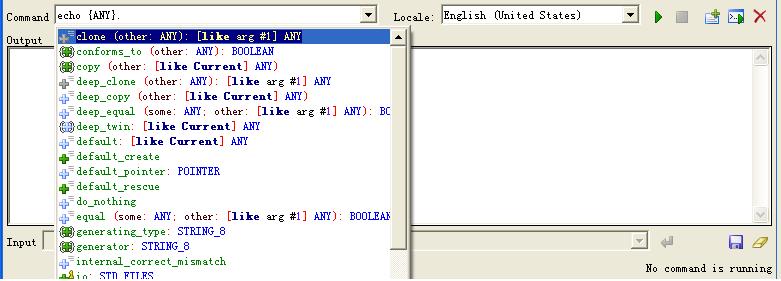 Command echo {ANY}. Locale: English (United States)
Output
clone (other: ANY): [like arg #1] ANY
conforms_to (other: ANY): BOOLEAN
copy (other: [like Current] ANY)
deep_clone (other: ANY): [like arg #1] ANY
deep_copy (other: [like Current] ANY)
deep_equal (some: ANY; other: [like arg #1] ANY): BO
deep_twin: [like Current] ANY
default: [like Current] ANY
default_create
default_pointer: POINTER
default_rescue
do_nothing
equal (some: ANY; other: [like arg #1] ANY): BOOLEAN
generating_type: STRING_8
generator: STRING_8
internal_correct_mismatch
io: STD_FILES
Input
No command is running